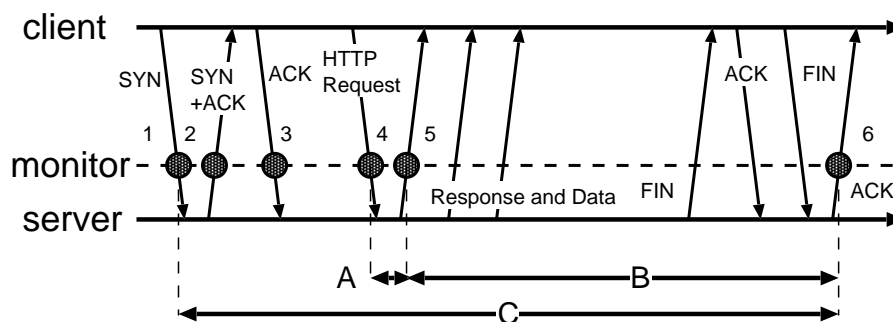 client
SYN
SYN
+ACK
ACK
HTTP
Request
ACK
FIN
1
2
3
4
5
6
monitor
Response and Data
FIN
ACK
server
A
B
C